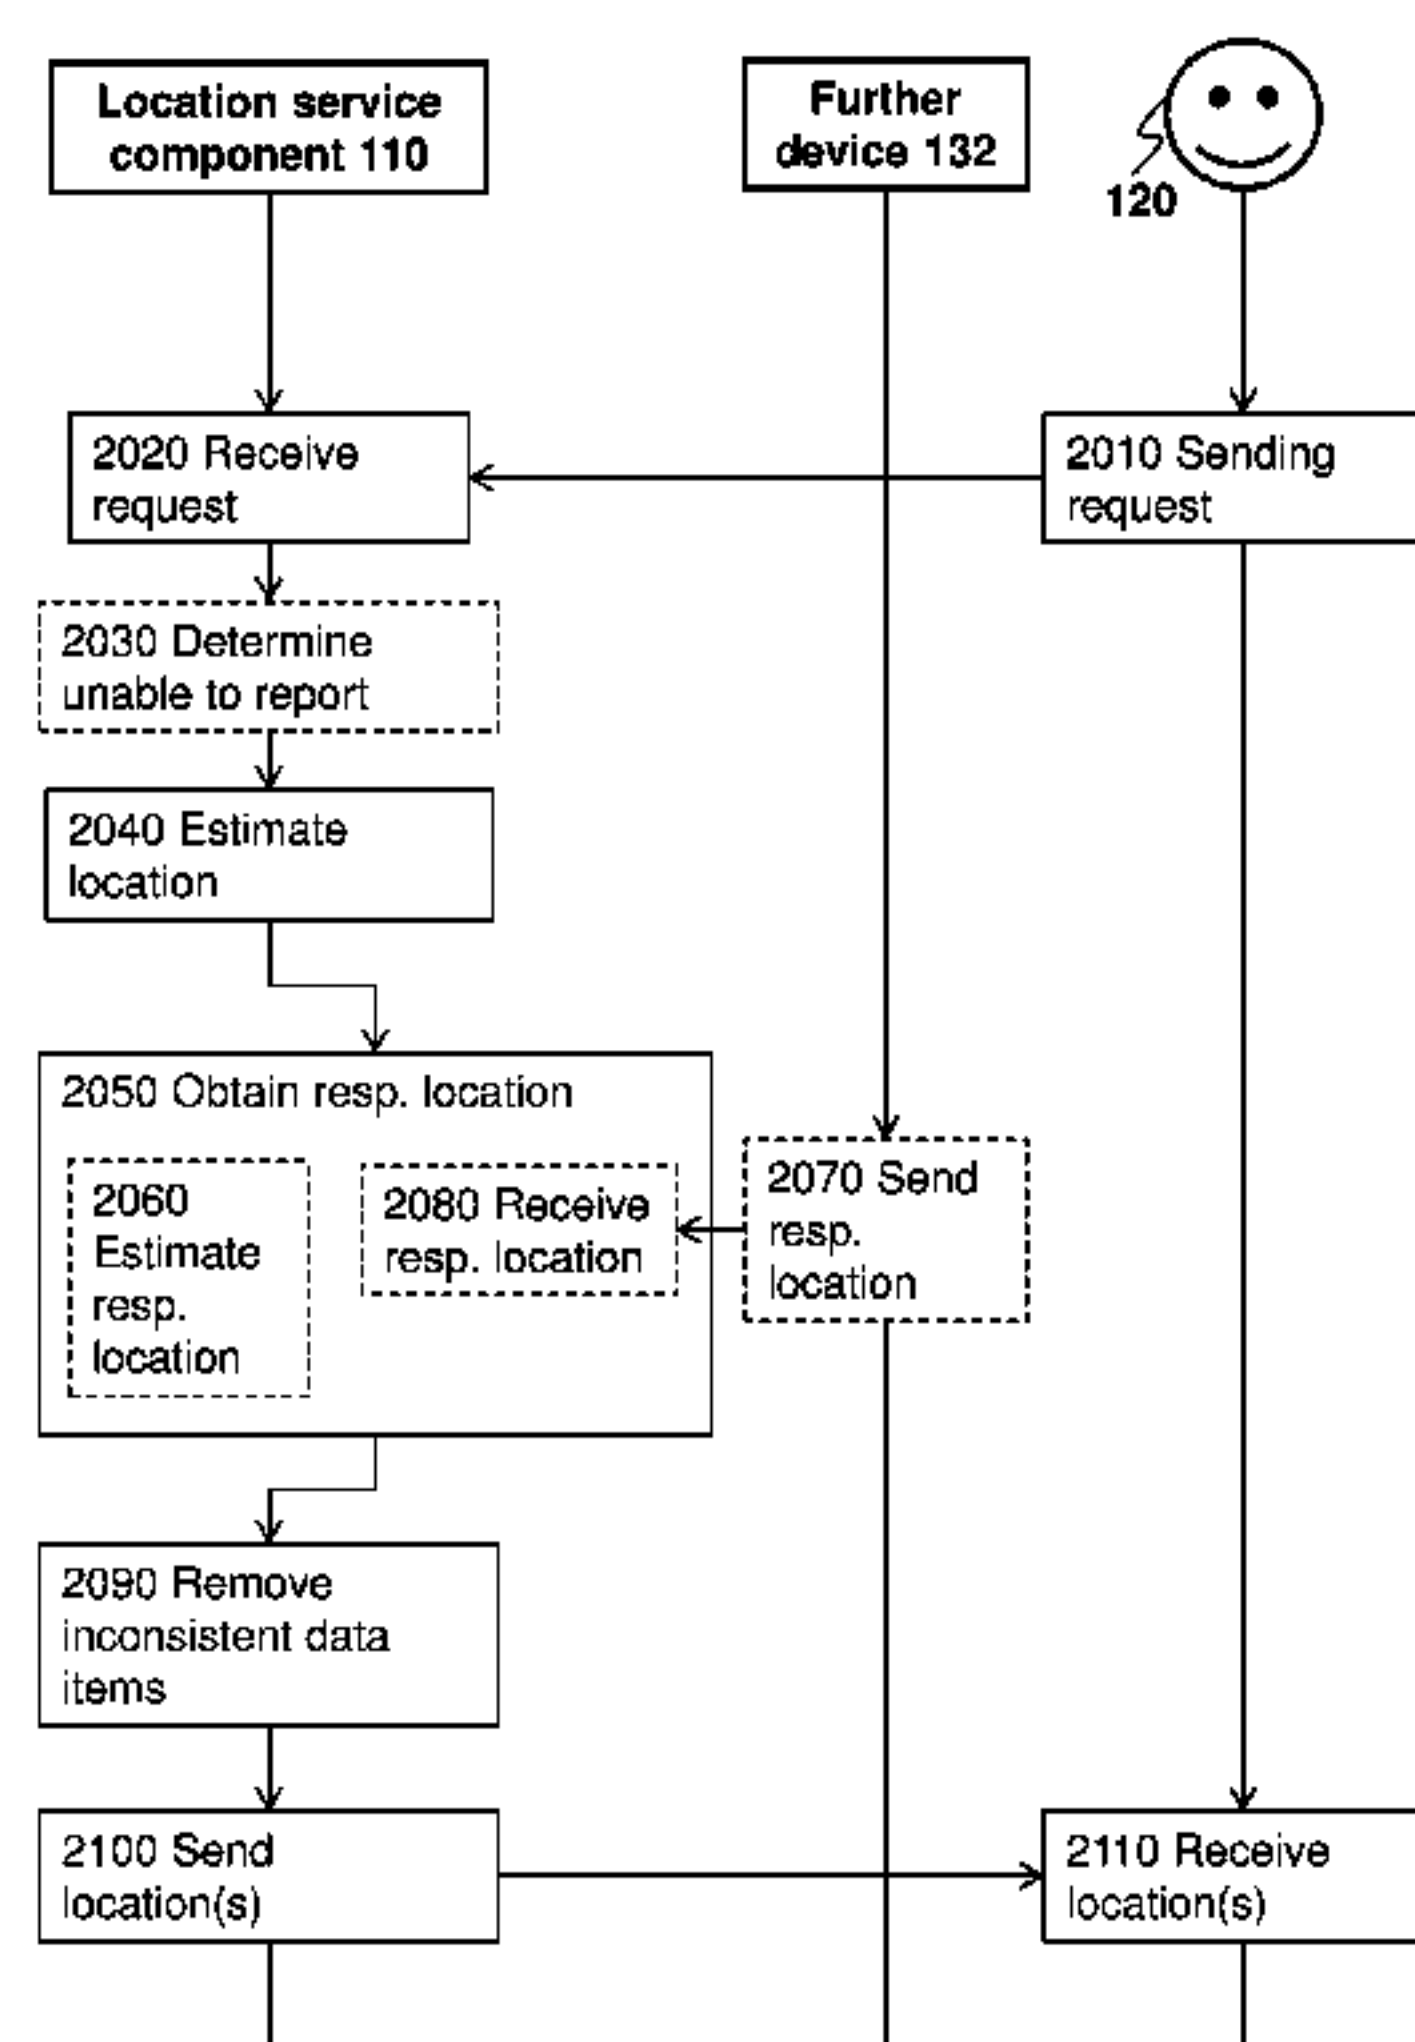 Location service
component 110
Further
device 132
120
2020 Receive
request
2010 Sending
request
2030 Determine
unable to report
2040 Estimate
location
2050 Obtain resp. location
2060
Estimate
resp.
location
2080 Receive
resp. location
2070 Send
resp.
location
2090 Remove
inconsistent data
items
2100 Send
location(s)
2110 Receive
location(s)